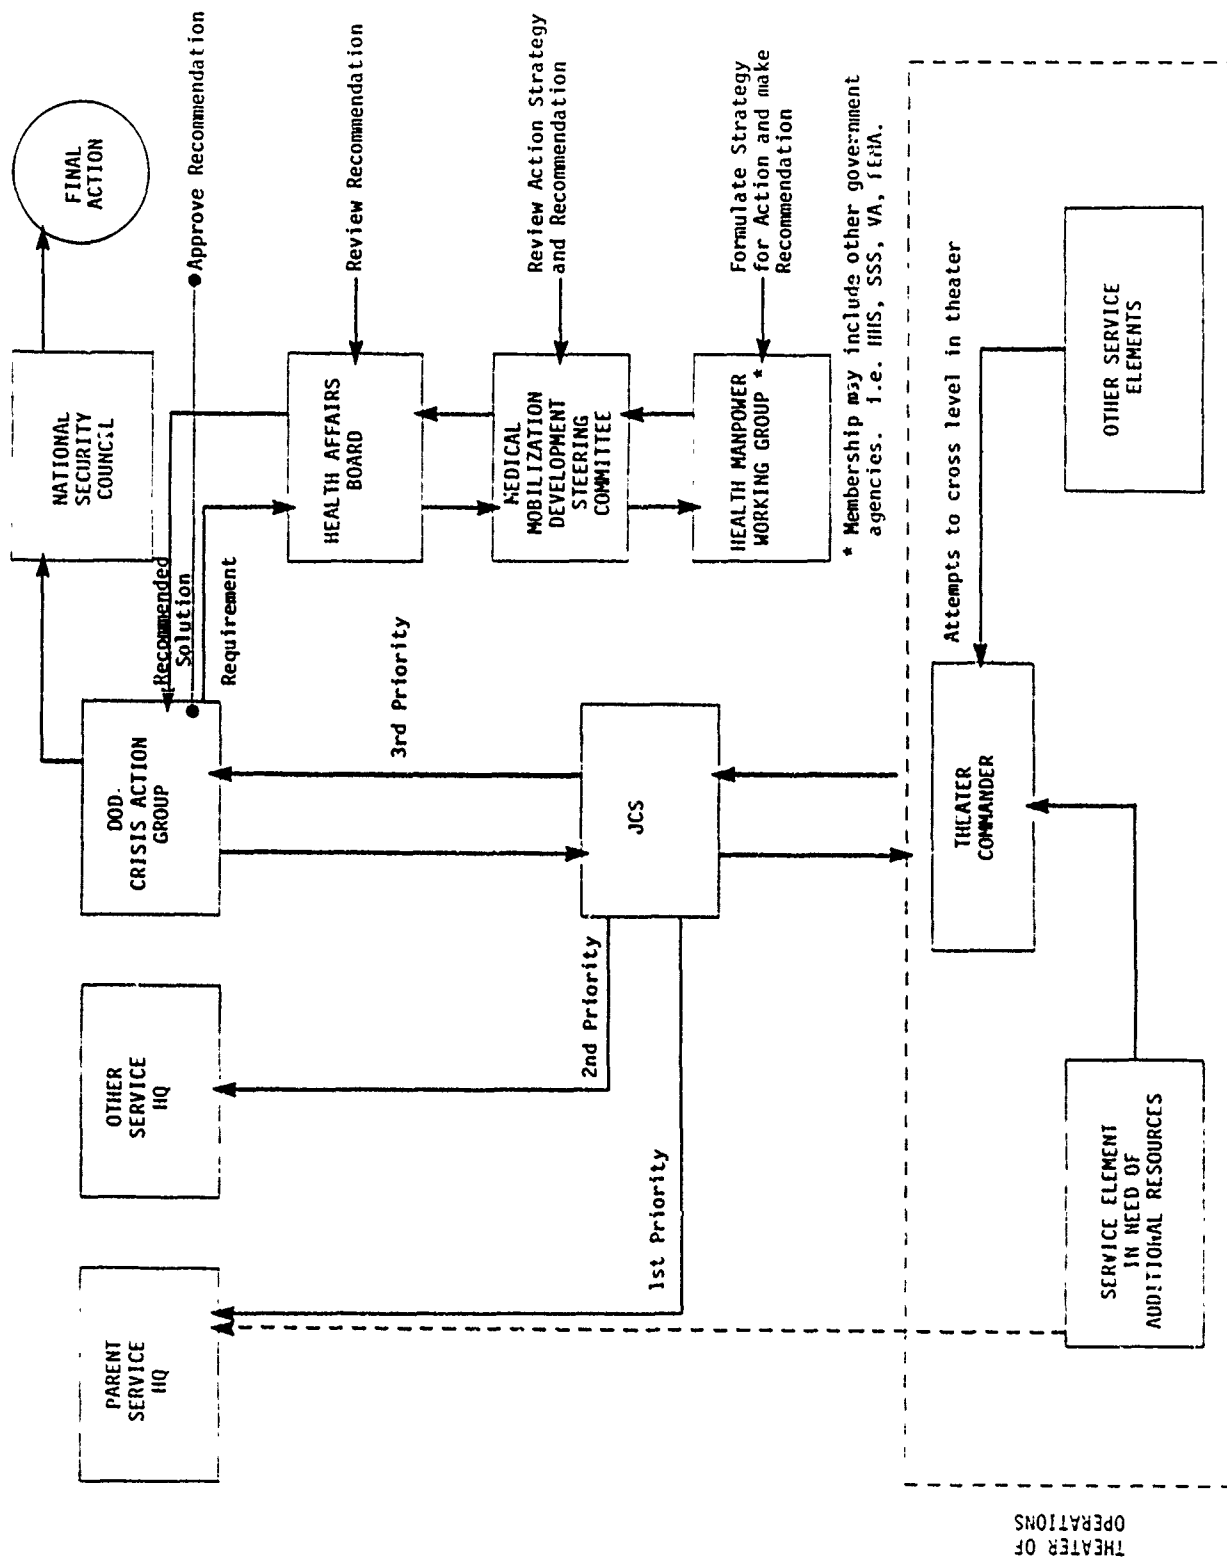 FINAL
ACTION
NATIONAL
SECURITY
COUNCIL
Approve Recommendation
Recommended
Solution
Requirement
DOD
CRISIS ACTION
GROUP
OTHER
SERVICE
HQ
PARENT
SERVICE
HQ
HEALTH AFFAIRS
BOARD
Review Recommendation
3rd Priority
MEDICAL
MOBILIZATION
DEVELOPMENT
STEERING
COMMITTEE
Review Action Strategy
and Recommendation
JCS
2nd Priority
1st Priority
HEALTH MANPOWER
WORKING GROUP *
Formulate Strategy
for Action and make
Recommendation
* Membership may include other government
agencies. i.e. HHS, SSS, VA, FEMA.
THEATER OF
OPERATIONS
Attempts to cross level in theater
THEATER
COMMANDER
OTHER SERVICE
ELEMENTS
SERVICE ELEMENT
IN NEED OF
ADDITIONAL RESOURCES